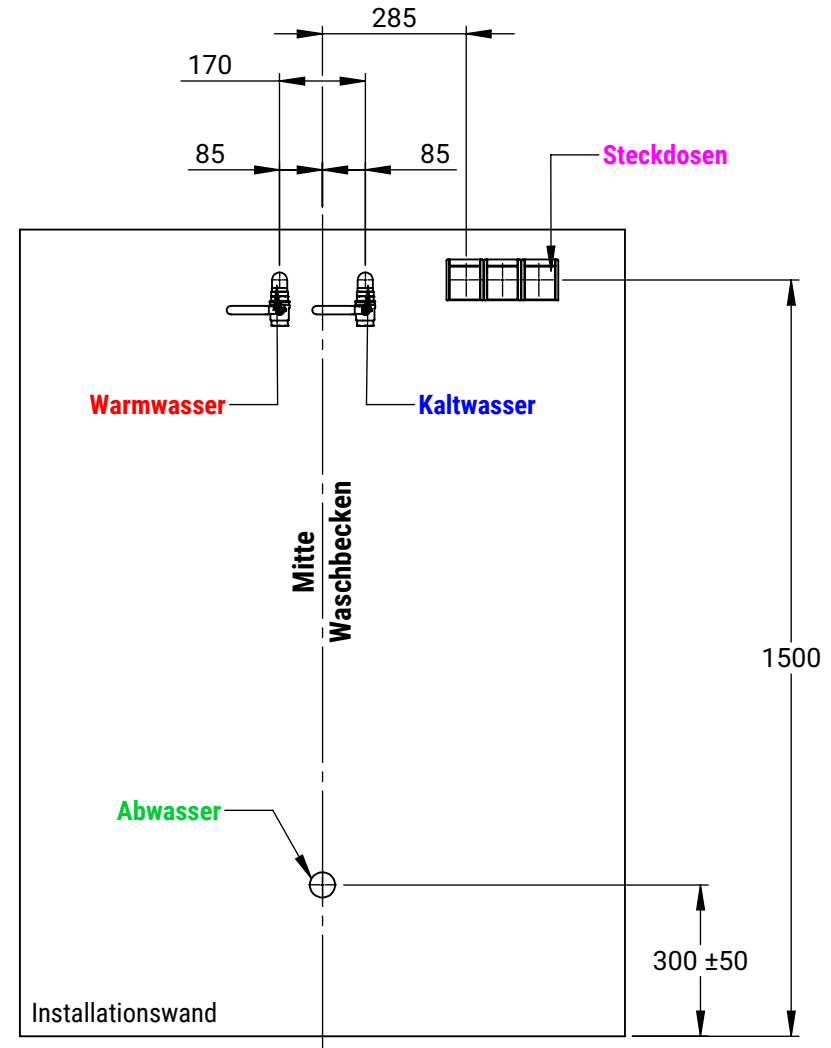 285
170
85
85
Steckdosen
Warmwasser
Kaltwasser
Mitte
Waschbecken
1500
Abwasser
300 ±50
Installationswand